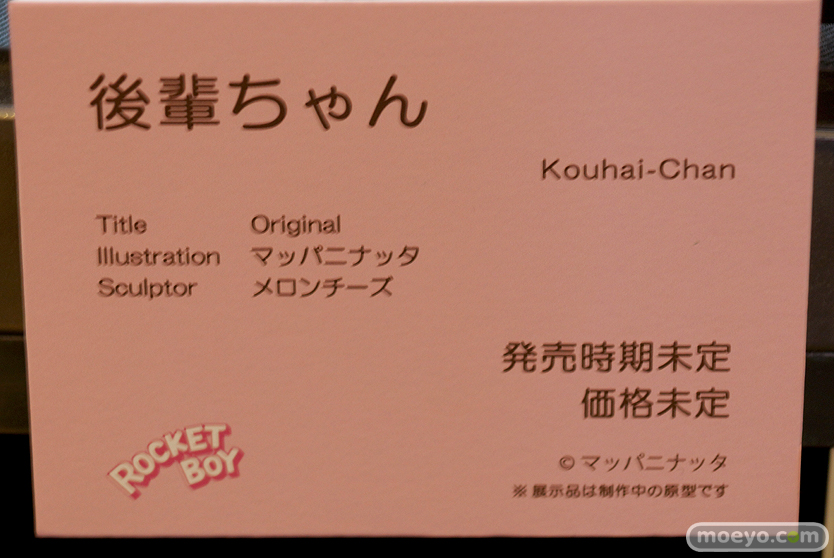 後輩ちゃん
Kouhai-Chan
Title Original
Illustration マッパニナッタ
Sculptor メロンチーズ
発売時期未定
価格未定
© マッパニナッタ
※ 展示品は制作中の原型です
ROCKET
BOY
moeyo.com